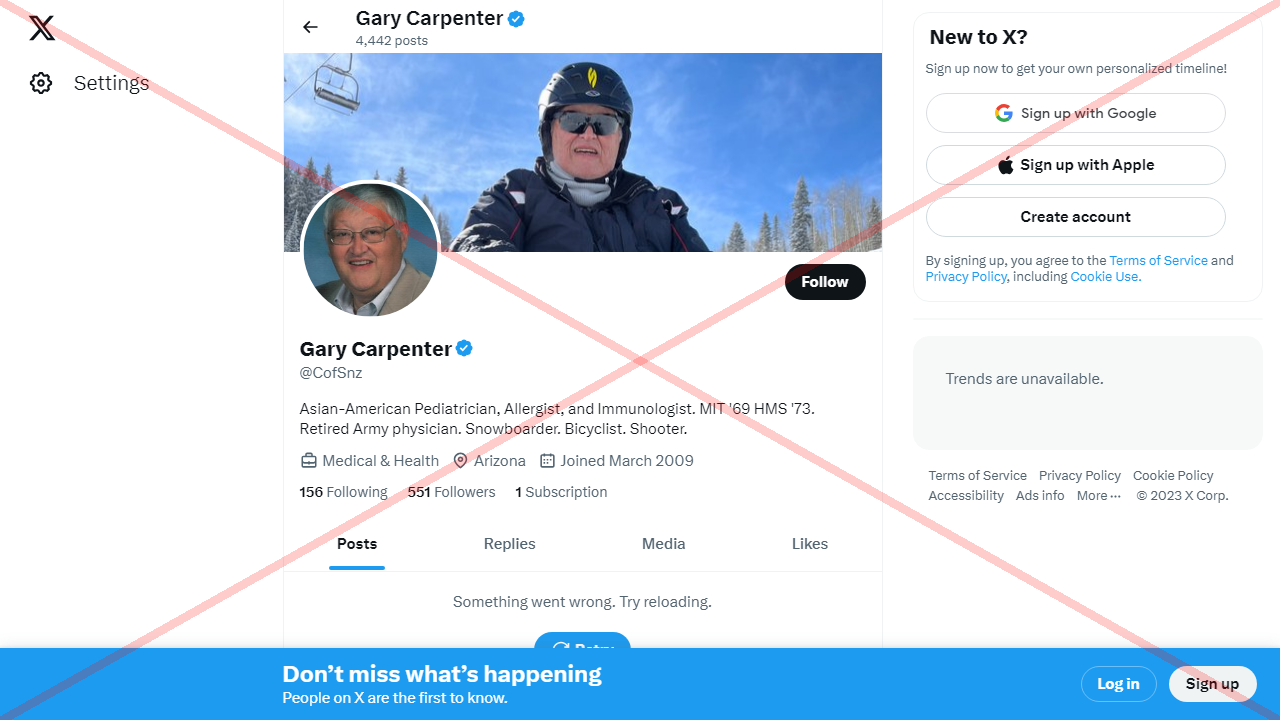 Gary Carpenter
4,442 posts
Settings
Follow
Gary Carpenter
@CofSnz
Asian-American Pediatrician, Allergist, and Immunologist. MIT '69 HMS '73.
Retired Army physician. Snowboarder. Bicyclist. Shooter.
Medical & Health Arizona Joined March 2009
156 Following 551 Followers 1 Subscription
Posts Replies Media Likes
Something went wrong. Try reloading.
Retry
New to X?
Sign up now to get your own personalized timeline!
Sign up with Google
Sign up with Apple
Create account
By signing up, you agree to the Terms of Service and
Privacy Policy, including Cookie Use.
Trends are unavailable.
Terms of Service Privacy Policy Cookie Policy
Accessibility Ads info More ··· © 2023 X Corp.
Don’t miss what’s happening
People on X are the first to know.
Log in Sign up